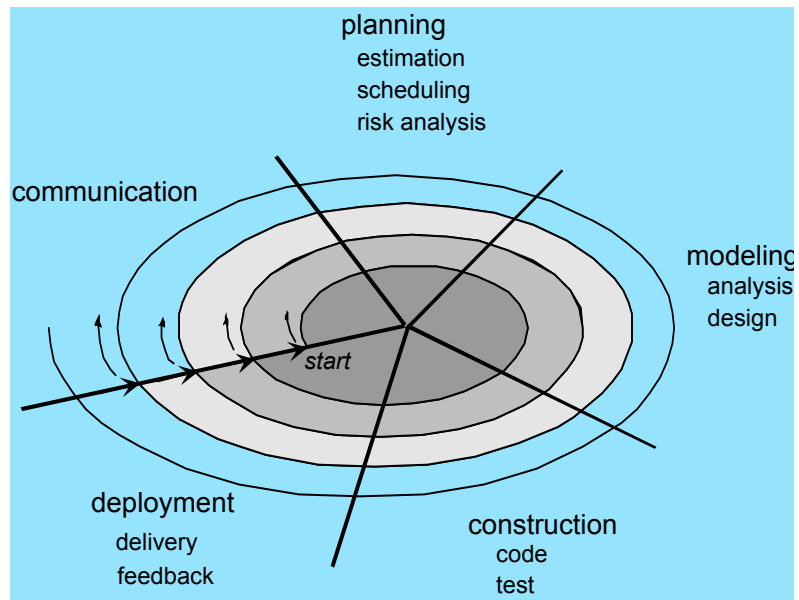 planning
estimation
scheduling
risk analysis
communication
modeling
analysis
design
start
deployment
delivery
feedback
construction
code
test